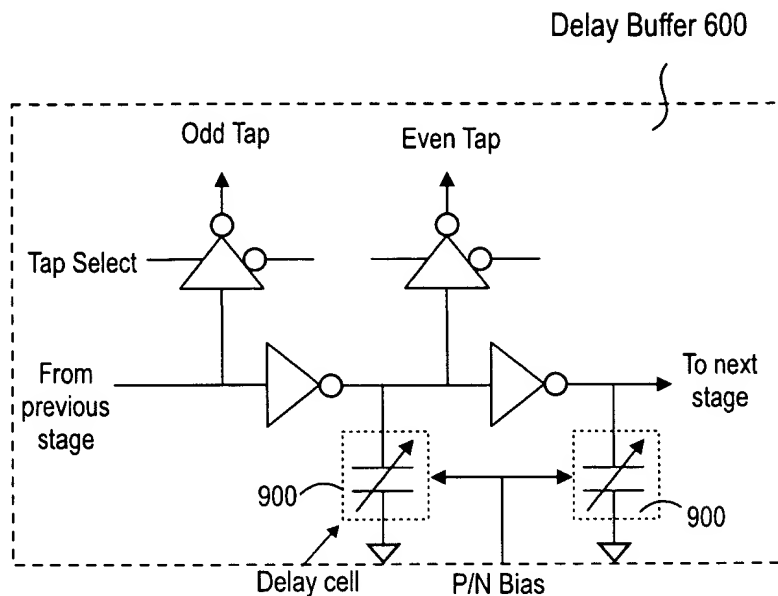 Delay Buffer 600
Odd Tap
Even Tap
Tap Select
From
previous
stage
To next
stage
900
900
Delay cell
P/N Bias